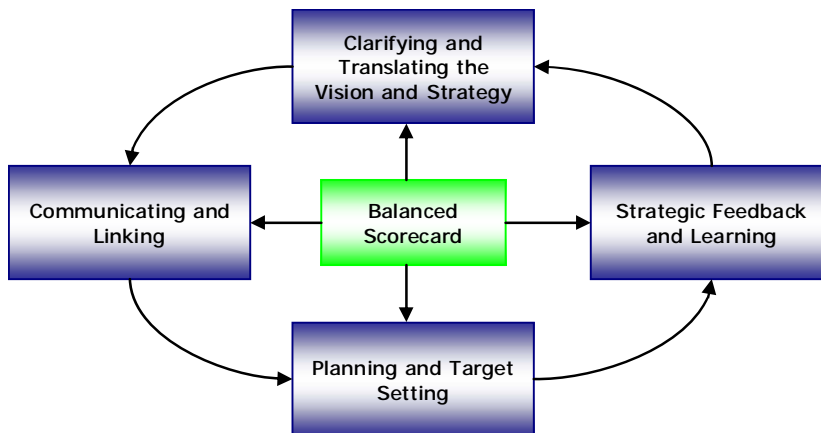 Clarifying and
Translating the
Vision and Strategy
Communicating and
Linking
Balanced
Scorecard
Strategic Feedback
and Learning
Planning and Target
Setting